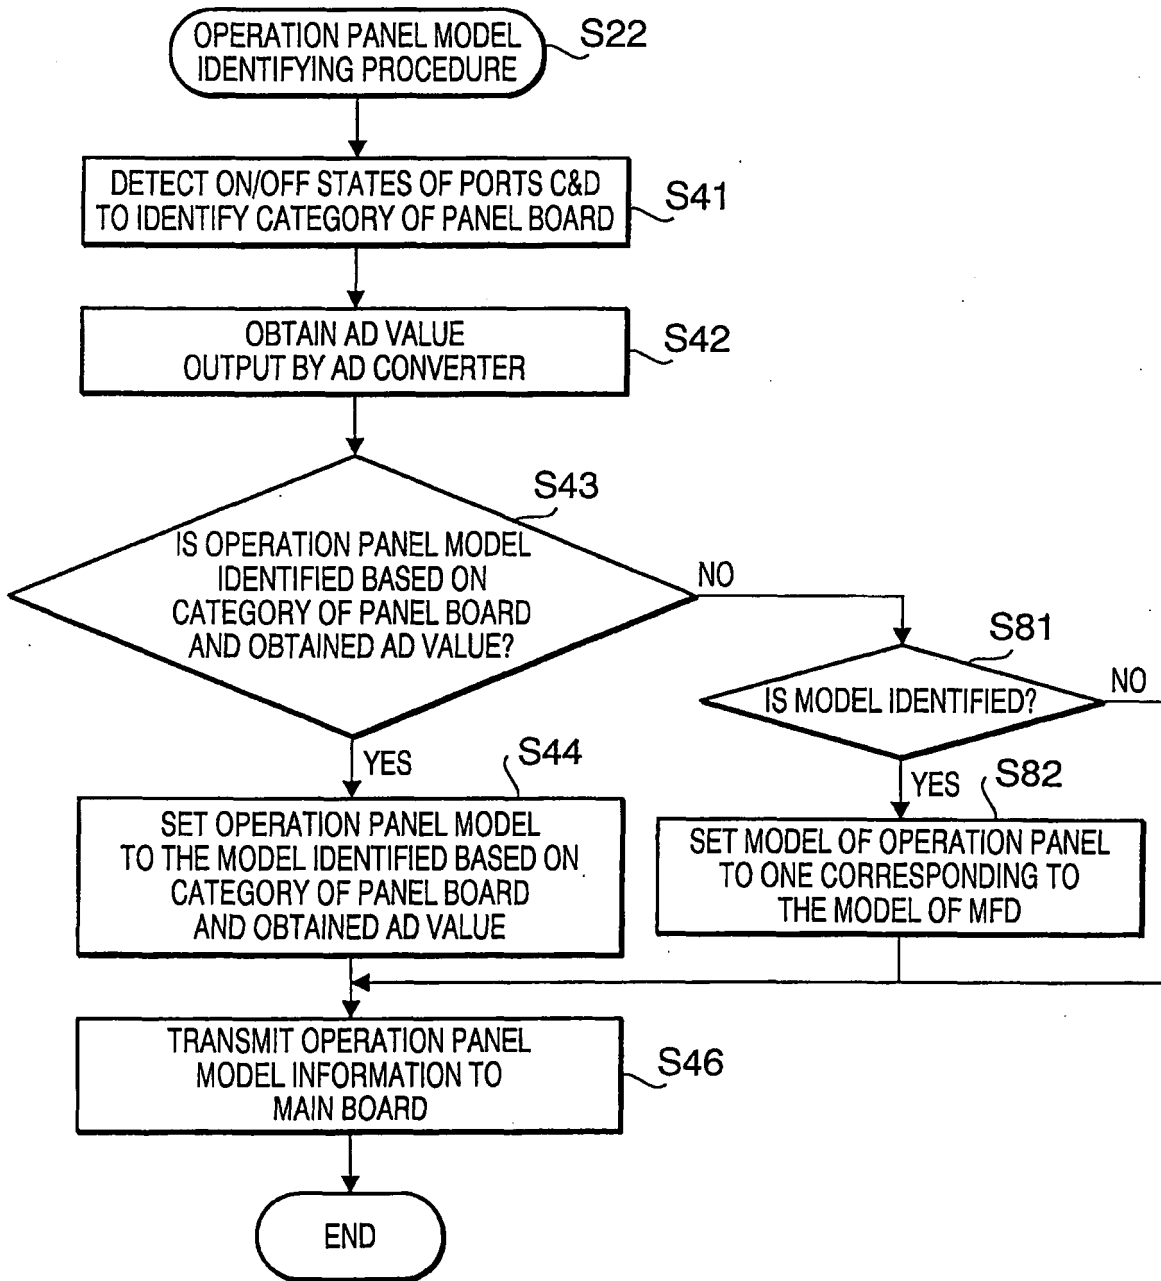 OPERATION PANEL MODEL
IDENTIFYING PROCEDURE
S22
DETECT ON/OFF STATES OF PORTS C&D
TO IDENTIFY CATEGORY OF PANEL BOARD
S41
OBTAIN AD VALUE
OUTPUT BY AD CONVERTER
S42
S43
IS OPERATION PANEL MODEL
IDENTIFIED BASED ON
CATEGORY OF PANEL BOARD
AND OBTAINED AD VALUE?
NO
S81
IS MODEL IDENTIFIED?
NO
YES
S44
YES
S82
SET OPERATION PANEL MODEL
TO THE MODEL IDENTIFIED BASED ON
CATEGORY OF PANEL BOARD
AND OBTAINED AD VALUE
SET MODEL OF OPERATION PANEL
TO ONE CORRESPONDING TO
THE MODEL OF MFD
TRANSMIT OPERATION PANEL
MODEL INFORMATION TO
MAIN BOARD
S46
END